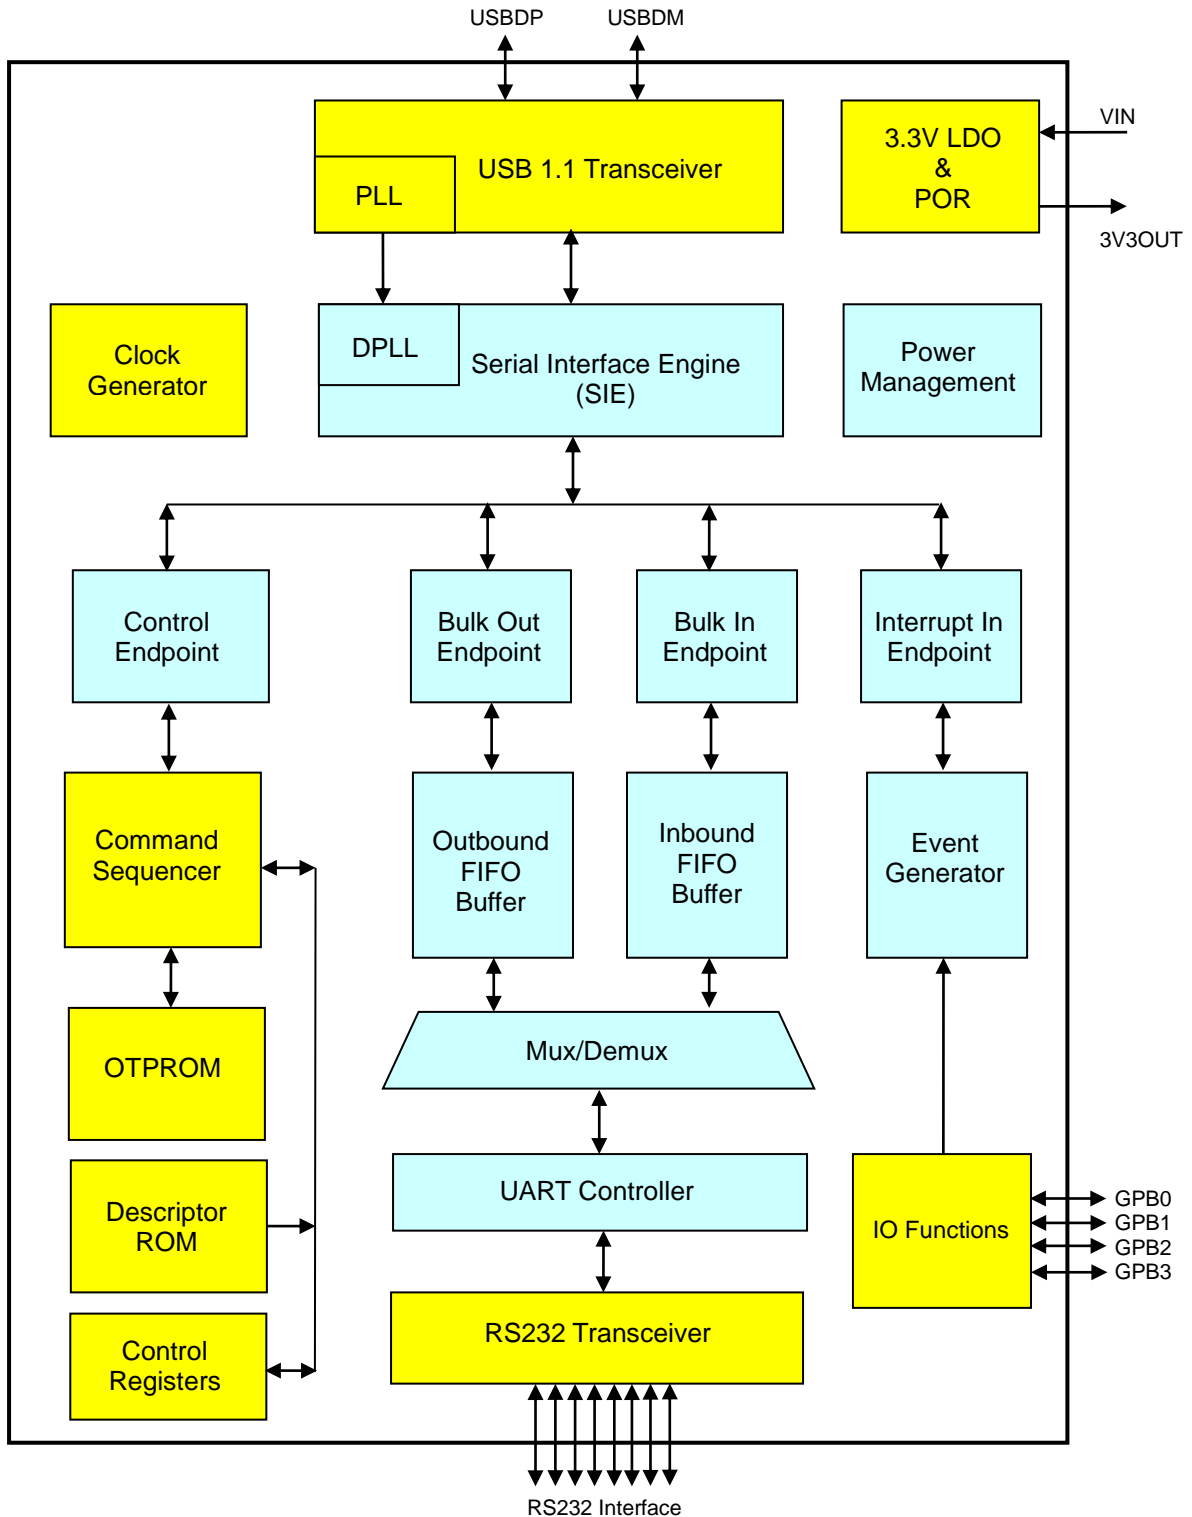 USBDP
USBDM
USB 1.1 Transceiver
PLL
3.3V LDO
&
POR
VIN
3V3OUT
Clock
Generator
DPLL
Serial Interface Engine
(SIE)
Power
Management
Control
Endpoint
Bulk Out
Endpoint
Bulk In
Endpoint
Interrupt In
Endpoint
Command
Sequencer
Outbound
FIFO
Buffer
Inbound
FIFO
Buffer
Event
Generator
OTPROM
Mux/Demux
Descriptor
ROM
UART Controller
IO Functions
GPB0
GPB1
GPB2
GPB3
Control
Registers
RS232 Transceiver
RS232 Interface